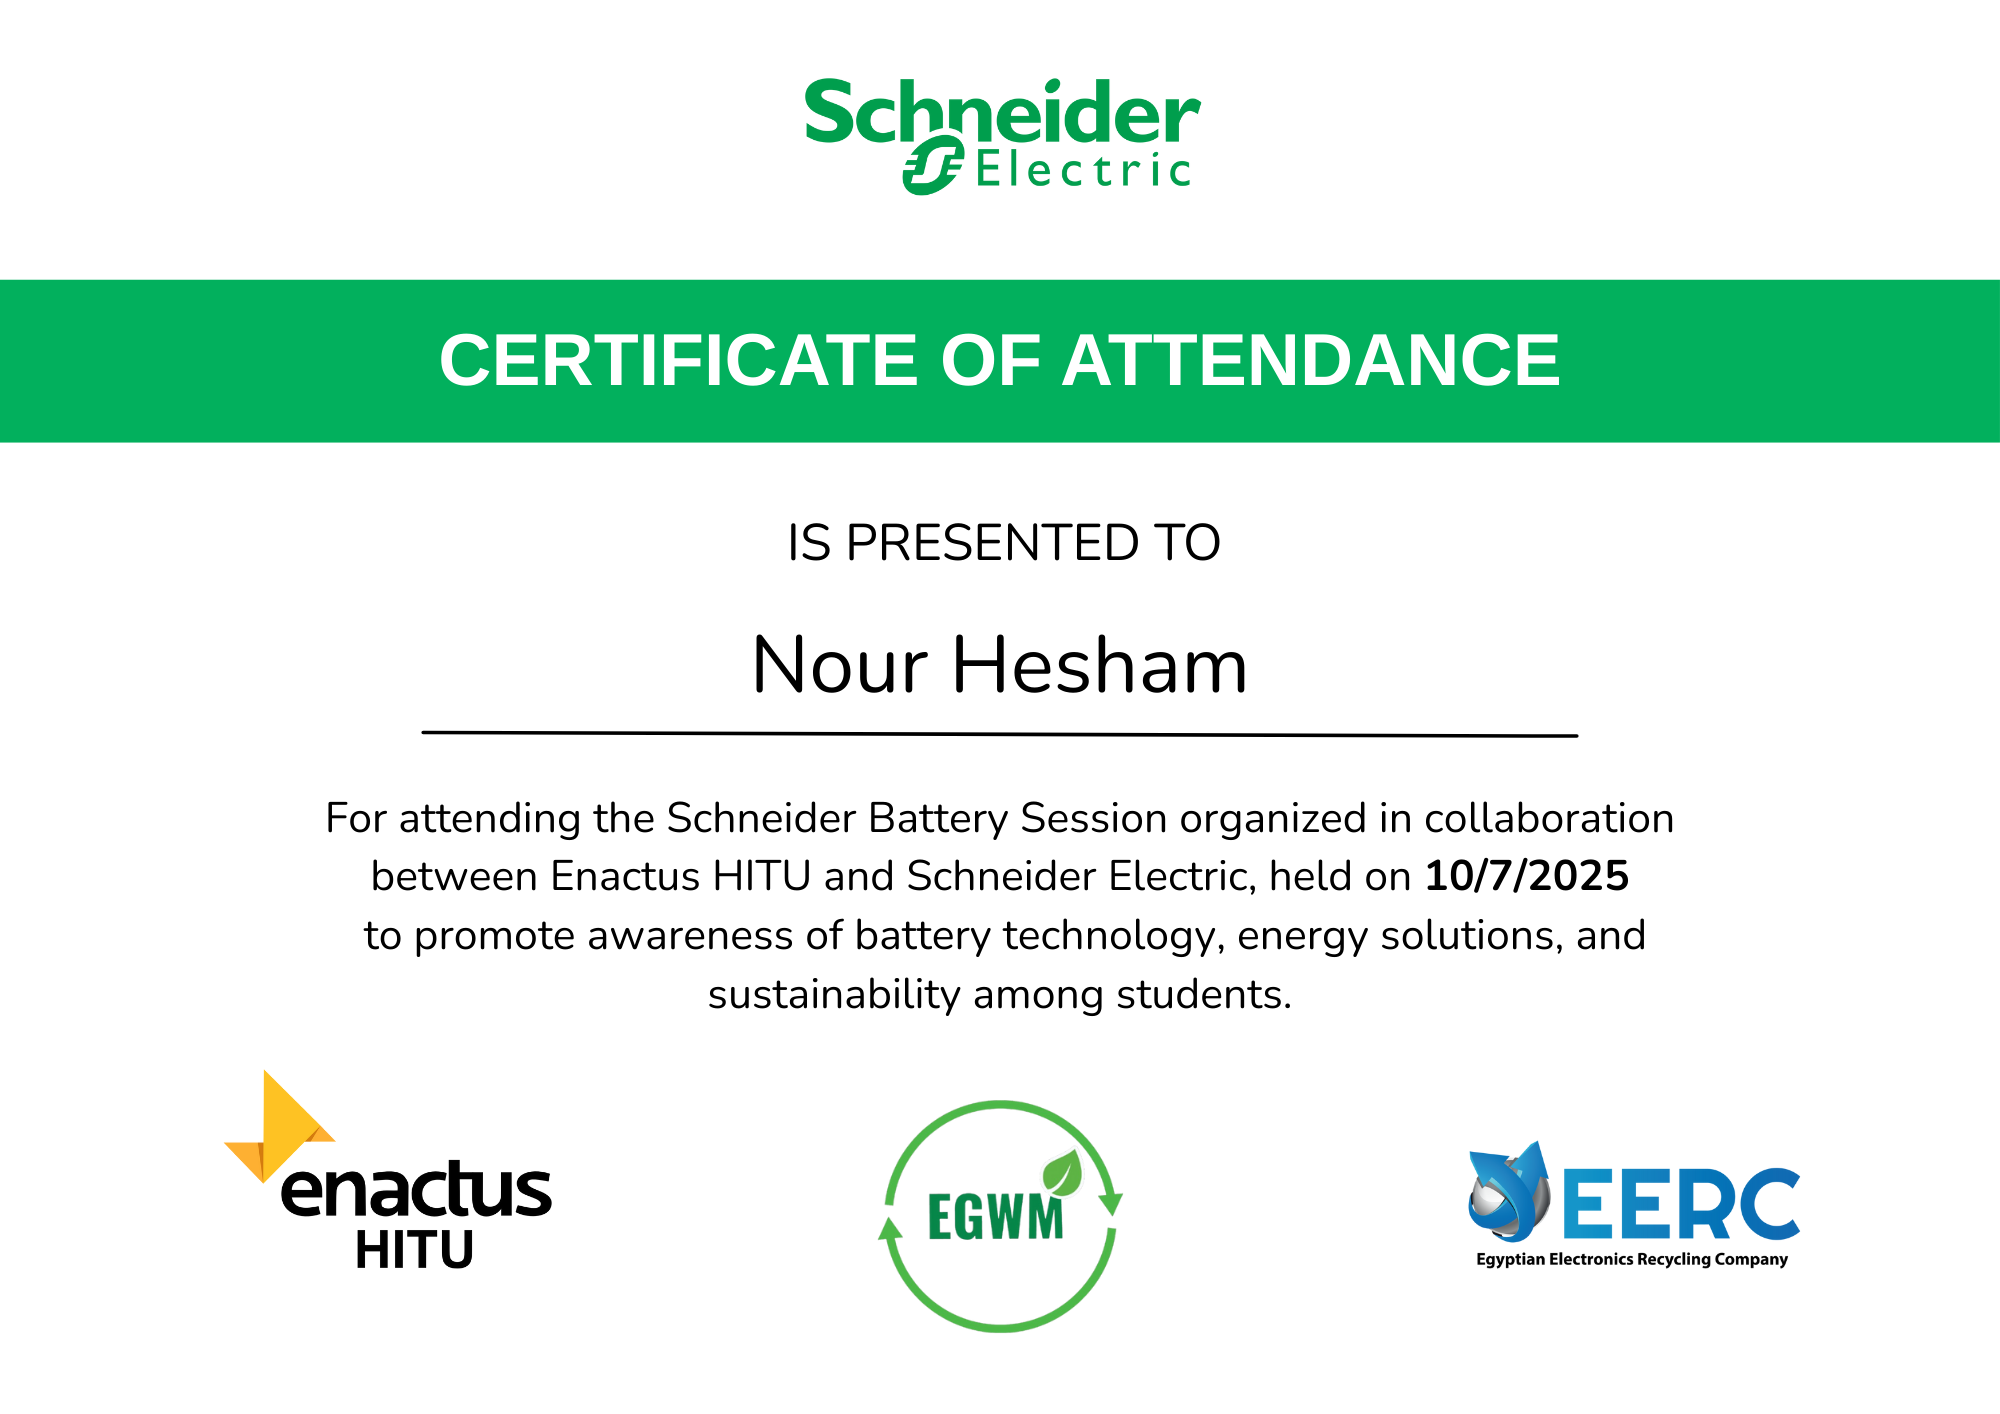 Schneider
Electric
CERTIFICATE OF ATTENDANCE
IS PRESENTED TO
Nour Hesham
For attending the Schneider Battery Session organized in collaboration
between Enactus HITU and Schneider Electric, held on 10/7/2025
to promote awareness of battery technology, energy solutions, and
sustainability among students.
enactus
HITU
EGWM
EERC
Egyptian Electronics Recycling Company